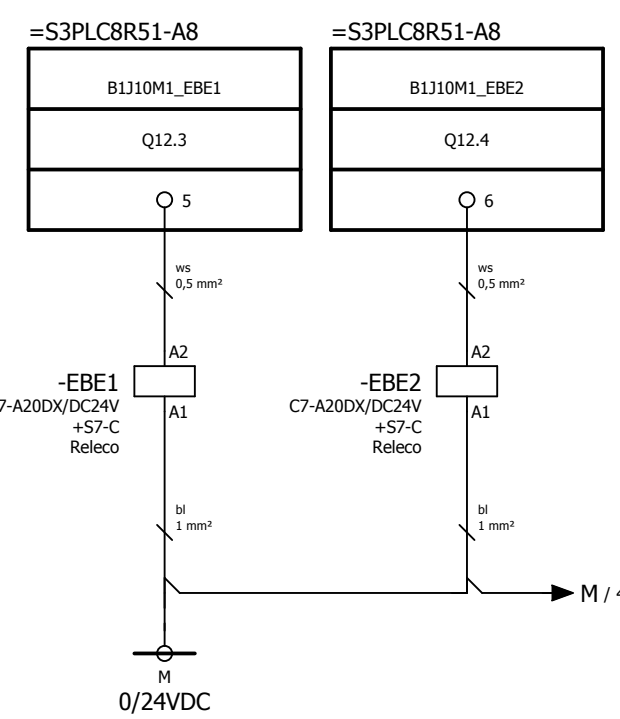 =S3PLC8R51-A8
B1J10M1_EBE1
Q12.3
5
ws
0,5 mm²
A2
-EBE1
7-A20DX/DC24V
+S7-C
Releco
A1
bl
1 mm²
M
0/24VDC
=S3PLC8R51-A8
B1J10M1_EBE2
Q12.4
6
ws
0,5 mm²
A2
-EBE2
C7-A20DX/DC24V
+S7-C
Releco
A1
bl
1 mm²
M / 4